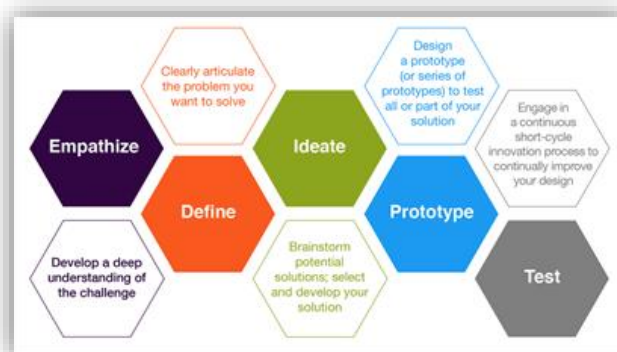 Empathize
Develop a deep
understanding of
the challenge
Clearly articulate
the problem you
want to solve
Define
Ideate
Brainstorm
potential
solutions; select
and develop your
solution
Design
a prototype
(or series of
prototypes) to test
all or part of your
solution
Prototype
Engage in
a continuous
short-cycle
innovation process to
continually improve
your design
Test